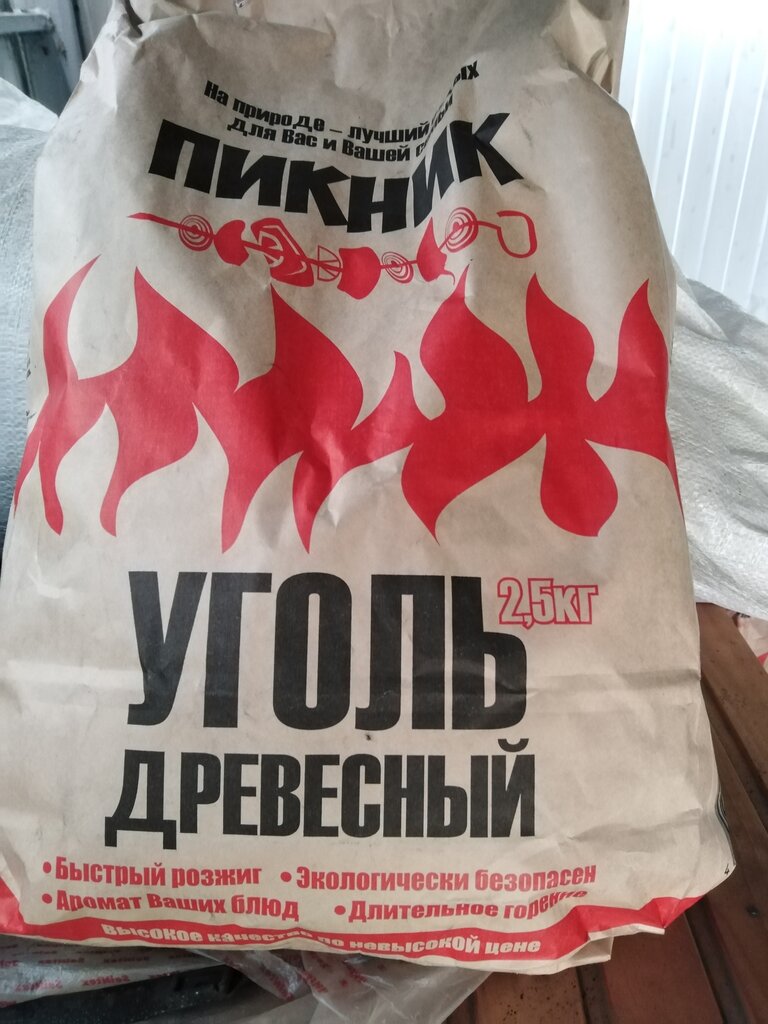 На природе – лучший
для Вас и Вашей
ПИКНИК
УГОЛЬ 2,5кг
ДРЕВЕСНЫЙ
•Быстрый розжиг •Экологически безопасен
•Аромат Ваших блюд •Длительное горение
Высокое качество по невысокой цене